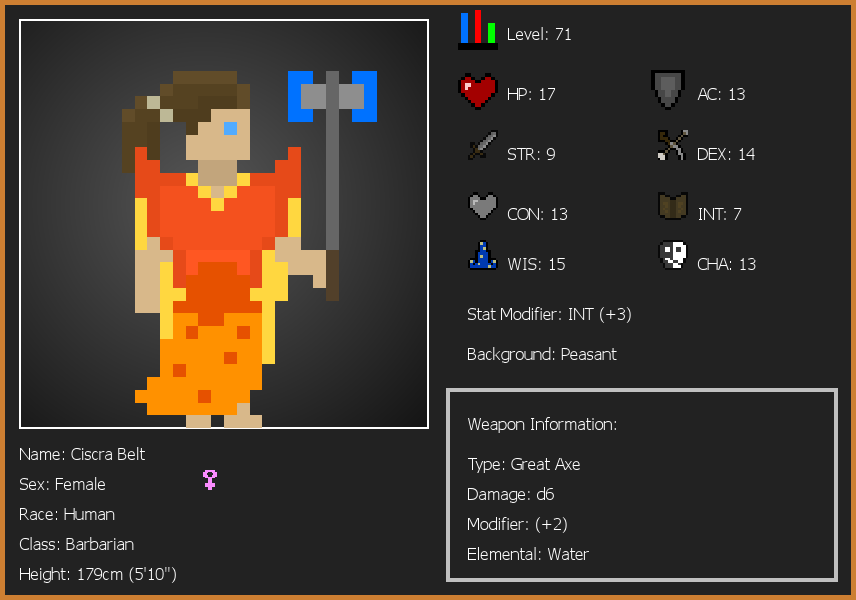 Level: 71
HP: 17
AC: 13
STR: 9
DEX: 14
CON: 13
INT: 7
WIS: 15
CHA: 13
Stat Modifier: INT (+3)
Background: Peasant
Weapon Information:
Type: Great Axe
Damage: d6
Modifier: (+2)
Elemental: Water
Name: Ciscra Belt
Sex: Female
Race: Human
Class: Barbarian
Height: 179cm (5'10")